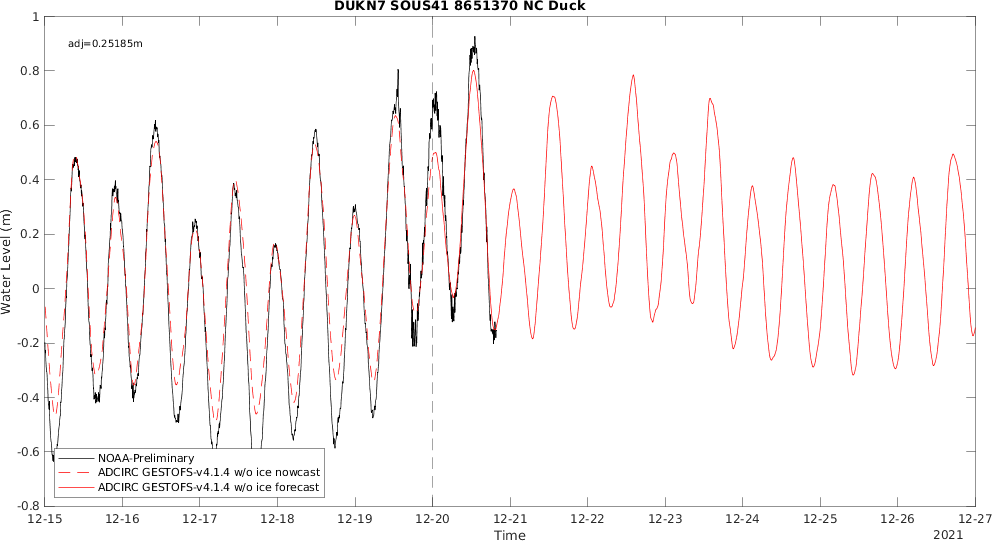 DUKN7 SOUS41 8651370 NC Duck
adj=0.25185m
Water Level (m)
1
0.8
0.6
0.4
0.2
0
-0.2
-0.4
-0.6
-0.8
NOAA-Preliminary
ADCIRC GESTOFS-v4.1.4 w/o ice nowcast
ADCIRC GESTOFS-v4.1.4 w/o ice forecast
12-15 12-16 12-17 12-18 12-19 12-20 12-21 12-22 12-23 12-24 12-25 12-26 12-27
Time
2021